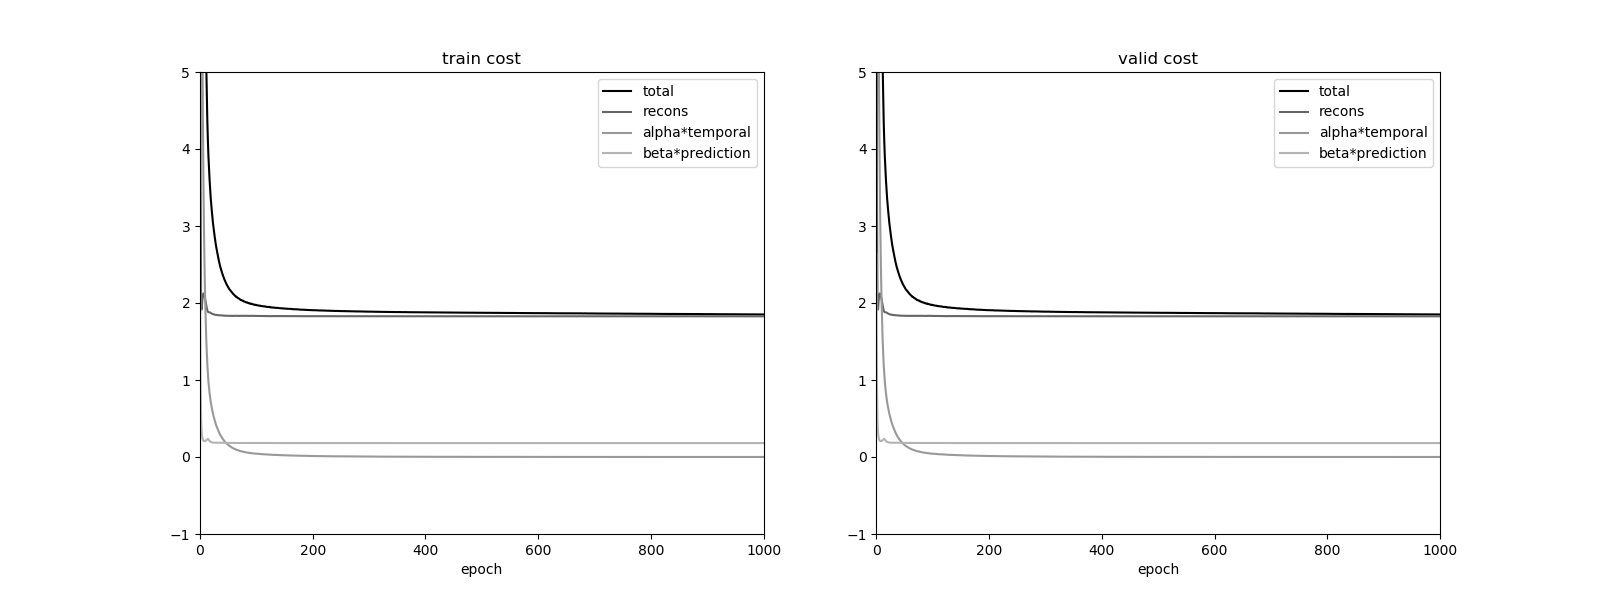 train cost
5
4
3
2
1
0
−1
0 200 400 600 800 1000
epoch
total
recons
alpha*temporal
beta*prediction
valid cost
5
4
3
2
1
0
−1
0 200 400 600 800 1000
epoch
total
recons
alpha*temporal
beta*prediction